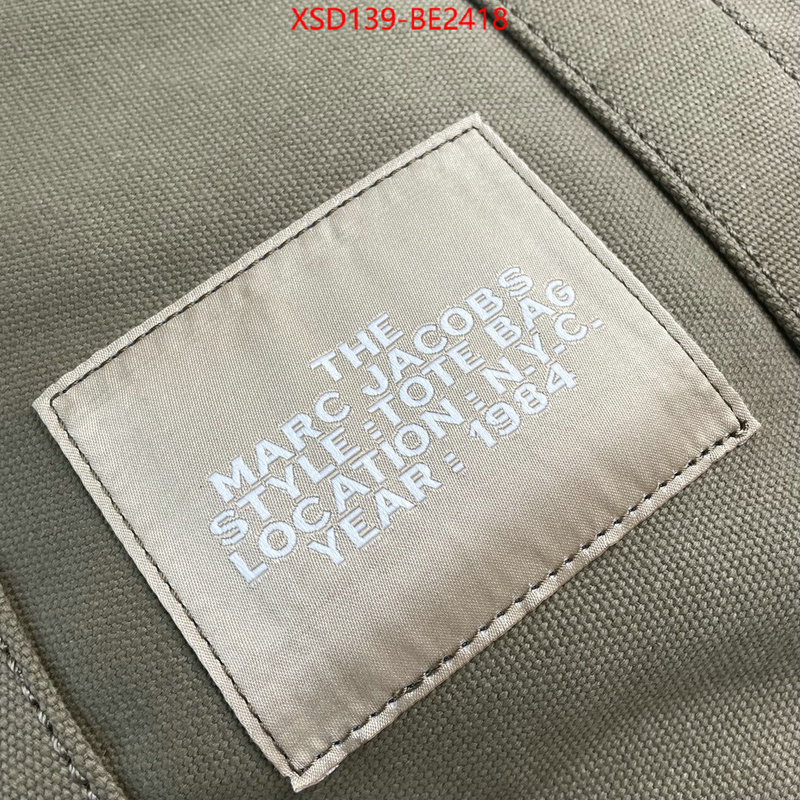 XSD139-BE2418
THE
MARC JACOBS
STYLE : TOTE BAG
LOCATION : N.Y.C.
YEAR : 1984